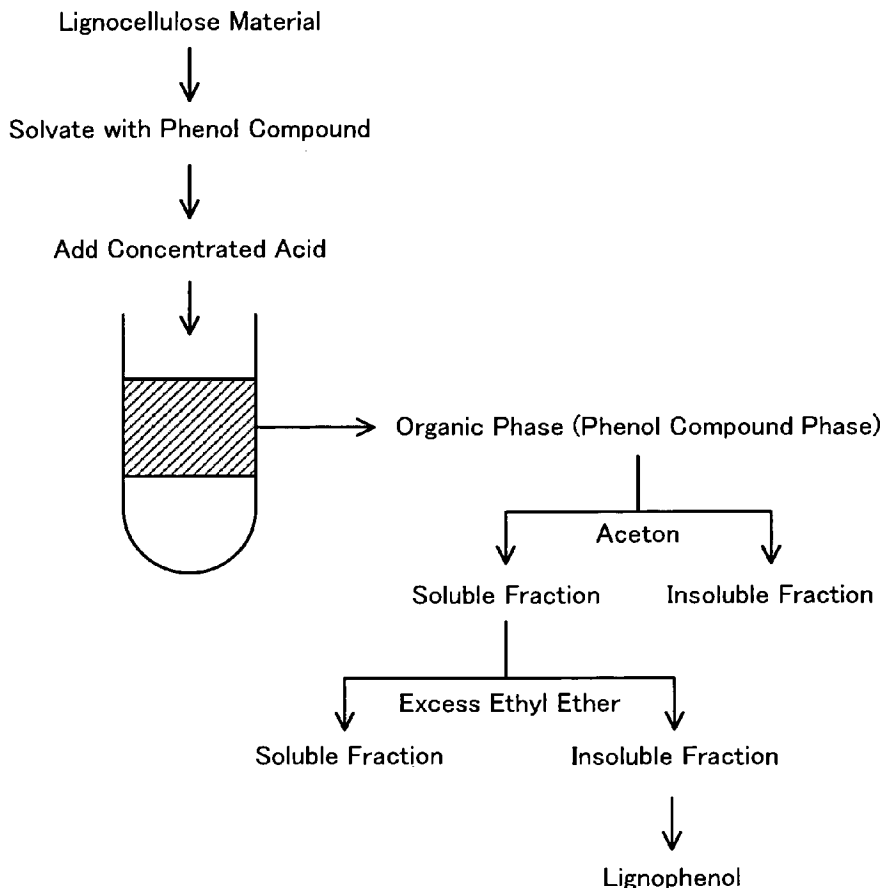 Lignocellulose Material
Solvate with Phenol Compound
Add Concentrated Acid
Organic Phase (Phenol Compound Phase)
Aceton
Soluble Fraction
Insoluble Fraction
Excess Ethyl Ether
Soluble Fraction
Insoluble Fraction
Lignophenol